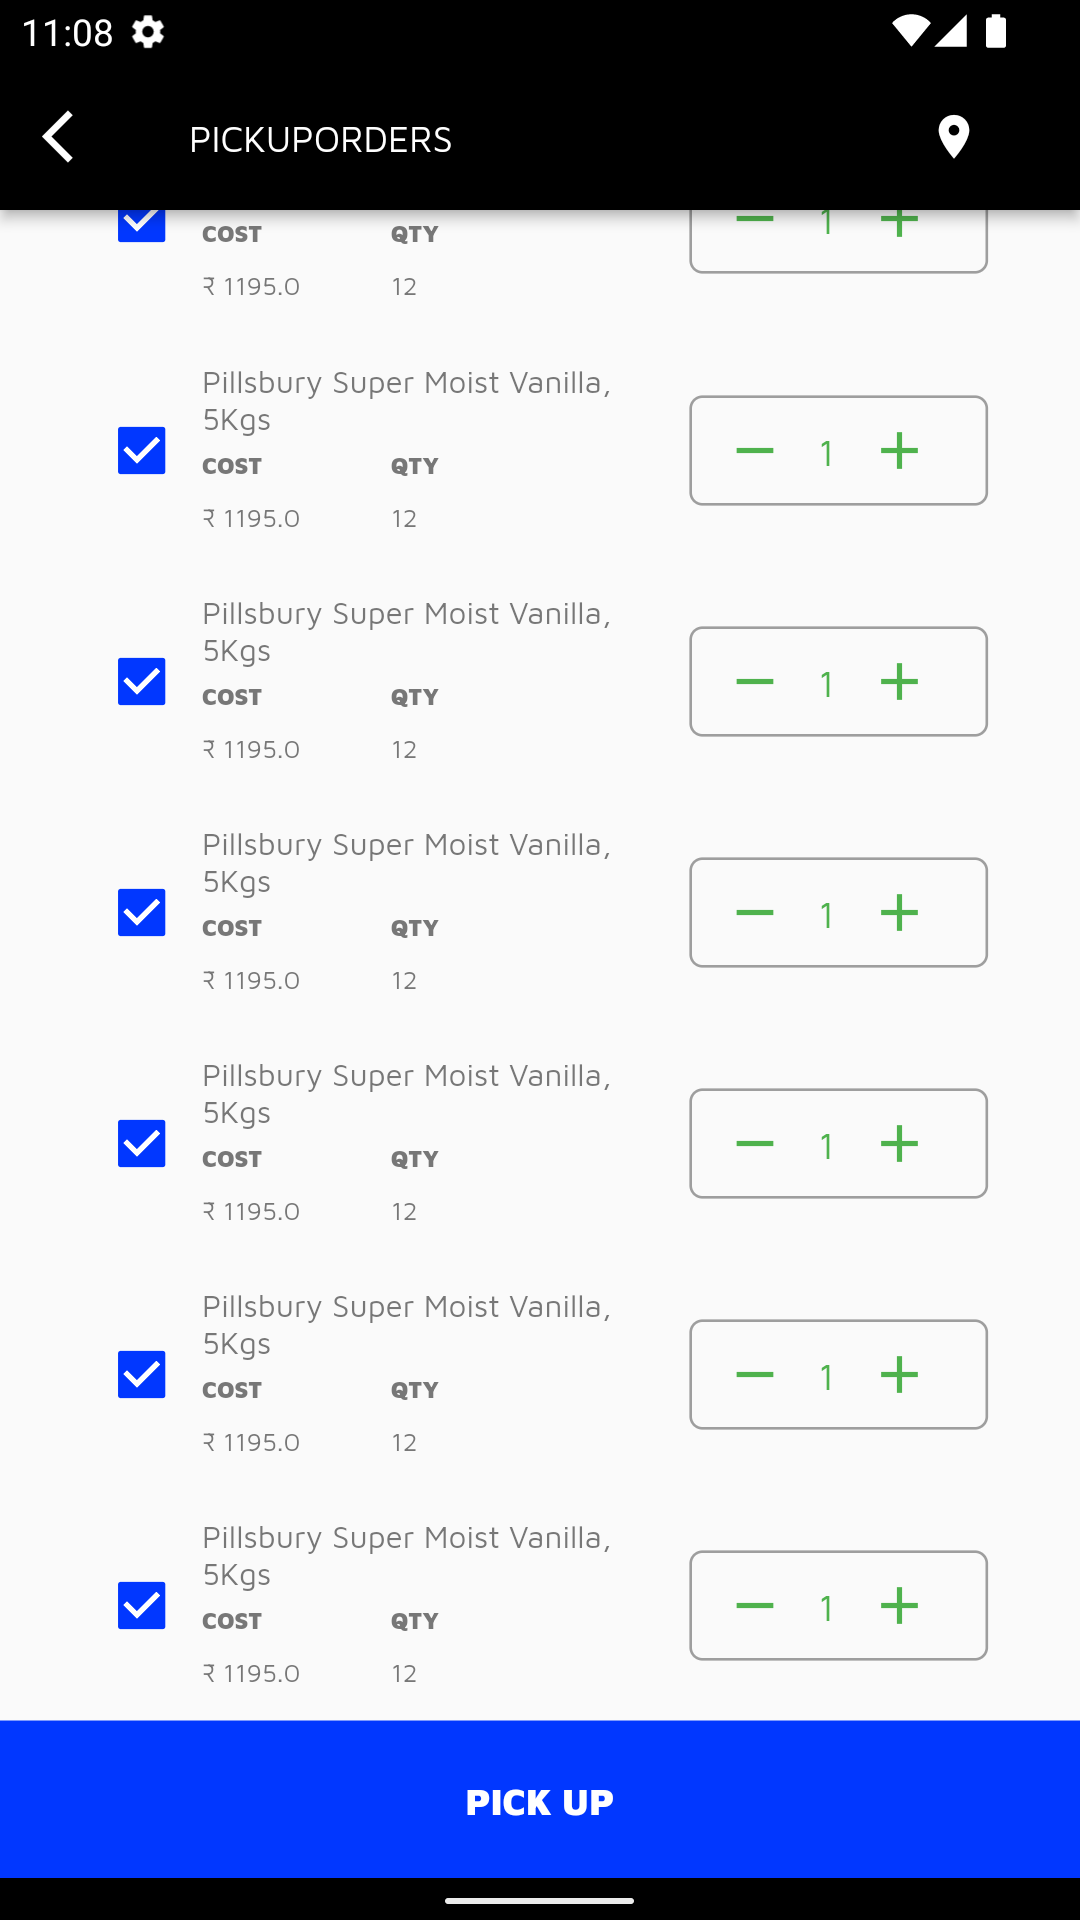 11:08
PICKUPORDERS
COST QTY
1
₹ 1195.0 12
Pillsbury Super Moist Vanilla,
5Kgs
COST QTY
1
₹ 1195.0 12
Pillsbury Super Moist Vanilla,
5Kgs
COST QTY
1
₹ 1195.0 12
Pillsbury Super Moist Vanilla,
5Kgs
COST QTY
1
₹ 1195.0 12
Pillsbury Super Moist Vanilla,
5Kgs
COST QTY
1
₹ 1195.0 12
Pillsbury Super Moist Vanilla,
5Kgs
COST QTY
1
₹ 1195.0 12
Pillsbury Super Moist Vanilla,
5Kgs
COST QTY
1
₹ 1195.0 12
PICK UP